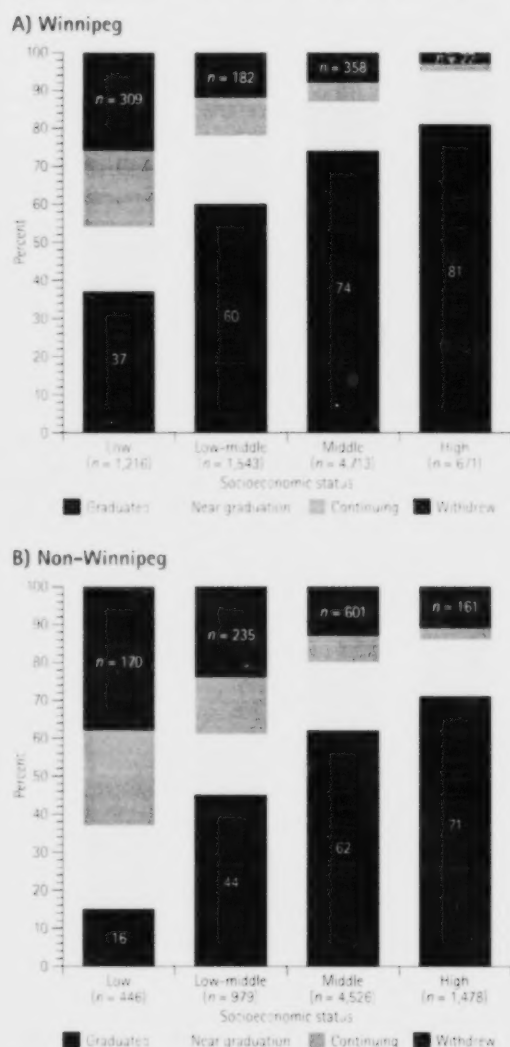 A) Winnipeg
100
90
80
70
60
50
40
30
20
10
0
Percent
n = 309
n = 182
n = 358
n = 27
37
60
74
81
Low
(n = 1,216)
Low-middle
(n = 1,543)
Middle
(n = 4,713)
High
(n = 671)
Socioeconomic status
Graduates Near graduation Continuing Withdrew
B) Non-Winnipeg
100
90
80
70
60
50
40
30
20
10
0
Percent
n = 170
n = 235
n = 601
n = 161
16
44
62
71
Low
(n = 446)
Low-middle
(n = 979)
Middle
(n = 4,526)
High
(n = 1,478)
Socioeconomic status
Graduates Near graduation Continuing Withdrew